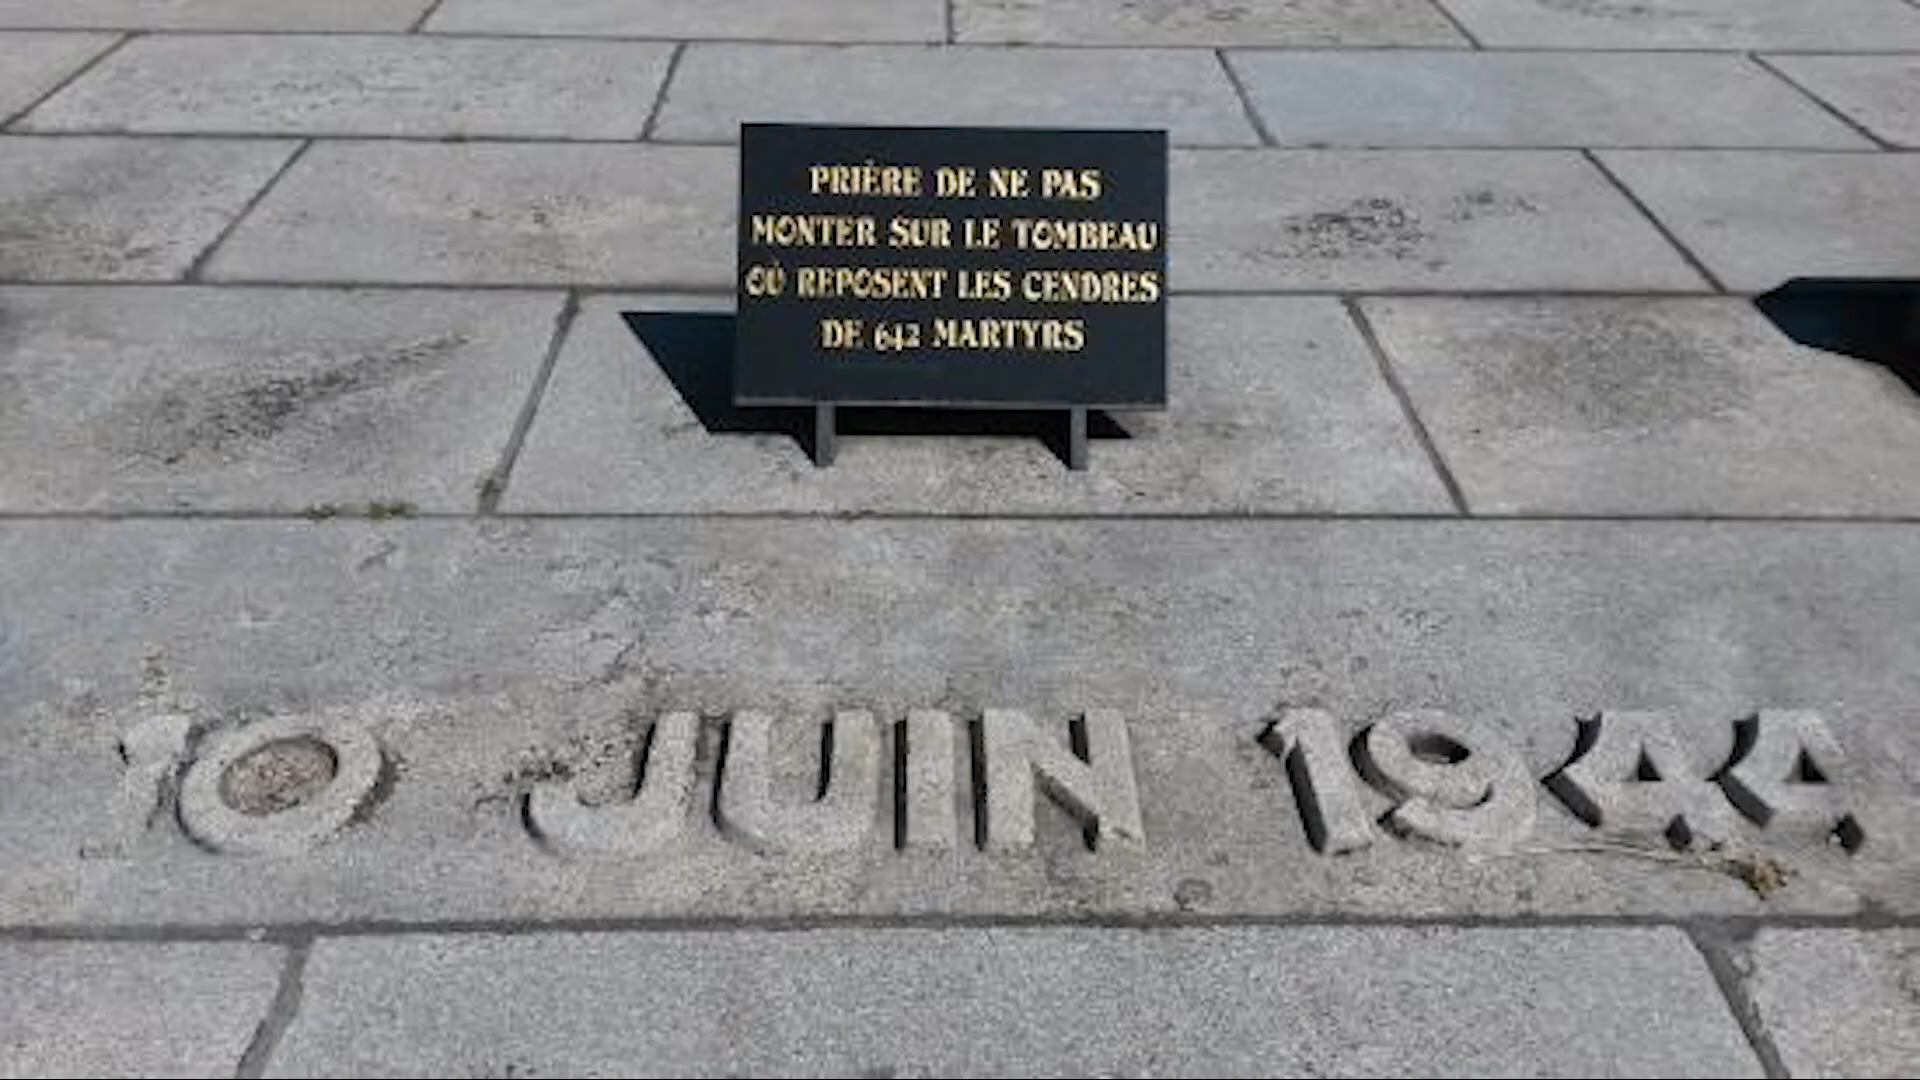 PRIÈRE DE NE PAS
MONTER SUR LE TOMBEAU
OÙ REPOSENT LES CENDRES
DE 642 MARTYRS
10 JUIN 1944